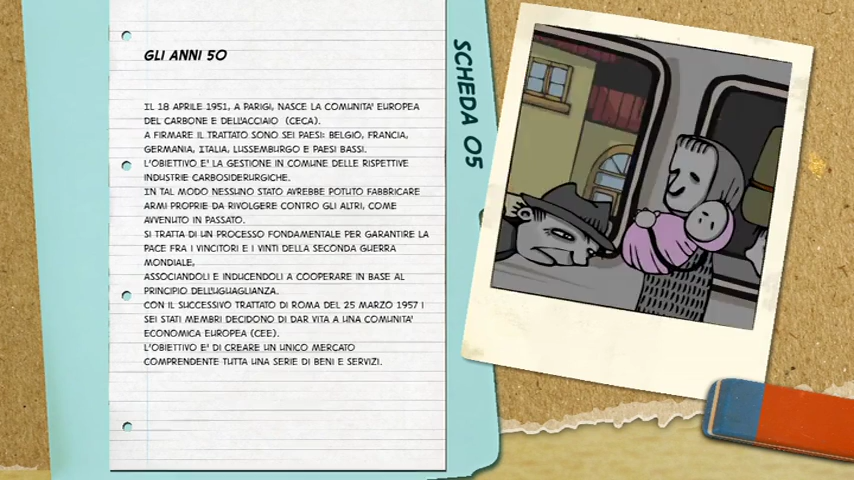 GLI ANNI 50
IL 18 APRILE 1951, A PARIGI, NASCE LA COMUNITA' EUROPEA
DEL CARBONE E DELL'ACCIAIO (CECA).
A FIRMARE IL TRATTATO SONO SEI PAESI: BELGIO, FRANCIA,
GERMANIA, ITALIA, LUSSEMBURGO E PAESI BASSI.
L'OBIETTIVO E' LA GESTIONE IN COMUNE DELLE RISPETTIVE
INDUSTRIE CARBOSIDERURGICHE.
IN TAL MODO NESSUNO STATO AVREBBE POTUTO FABBRICARE
ARMI PROPRIE DA RIVOLGERE CONTRO GLI ALTRI, COME
AVVENUTO IN PASSATO.
SI TRATTA DI UN PROCESSO FONDAMENTALE PER GARANTIRE LA
PACE FRA I VINCITORI E I VINTI DELLA SECONDA GUERRA
MONDIALE,
ASSOCIANDOLI E INDUCENDOLI A COOPERARE IN BASE AL
PRINCIPIO DELL'UGUAGLIANZA.
CON IL SUCCESSIVO TRATTATO DI ROMA DEL 25 MARZO 1957 I
SEI STATI MEMBRI DECIDONO DI DAR VITA A UNA COMUNITA'
ECONOMICA EUROPEA (CEE).
L'OBIETTIVO E' DI CREARE UN UNICO MERCATO
COMPRENDENTE TUTTA UNA SERIE DI BENI E SERVIZI.
SCHEDA 05